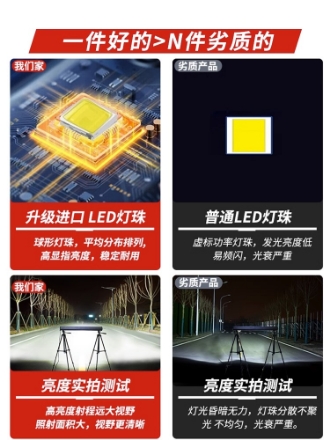 一件好的>N件劣质的
我们家
劣质产品
升级进口 LED灯珠
普通LED灯珠
球形灯珠，平均分布排列,
高显指亮度，稳定耐用
虚标功率灯珠，发光亮度低
易频闪，光衰严重
我们家
劣质产品
亮度实拍测试
亮度实拍测试
高亮度射程远大视野
照射面积大，视野更清晰
灯光昏暗无力，灯珠分散不聚
光 不均匀，光衰严重。